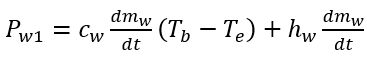 P_{w1} = c_w \frac{dm_w}{dt} (T_b − T_e) + h_w \frac{dm_w}{dt}